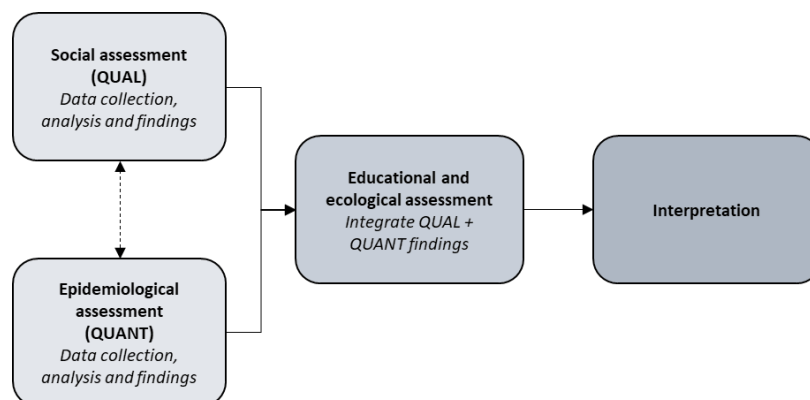 Social assessment
(QUAL)
Data collection,
analysis and findings
Epidemiological
assessment
(QUANT)
Data collection,
analysis and findings
Educational and
ecological assessment
Integrate QUAL +
QUANT findings
Interpretation